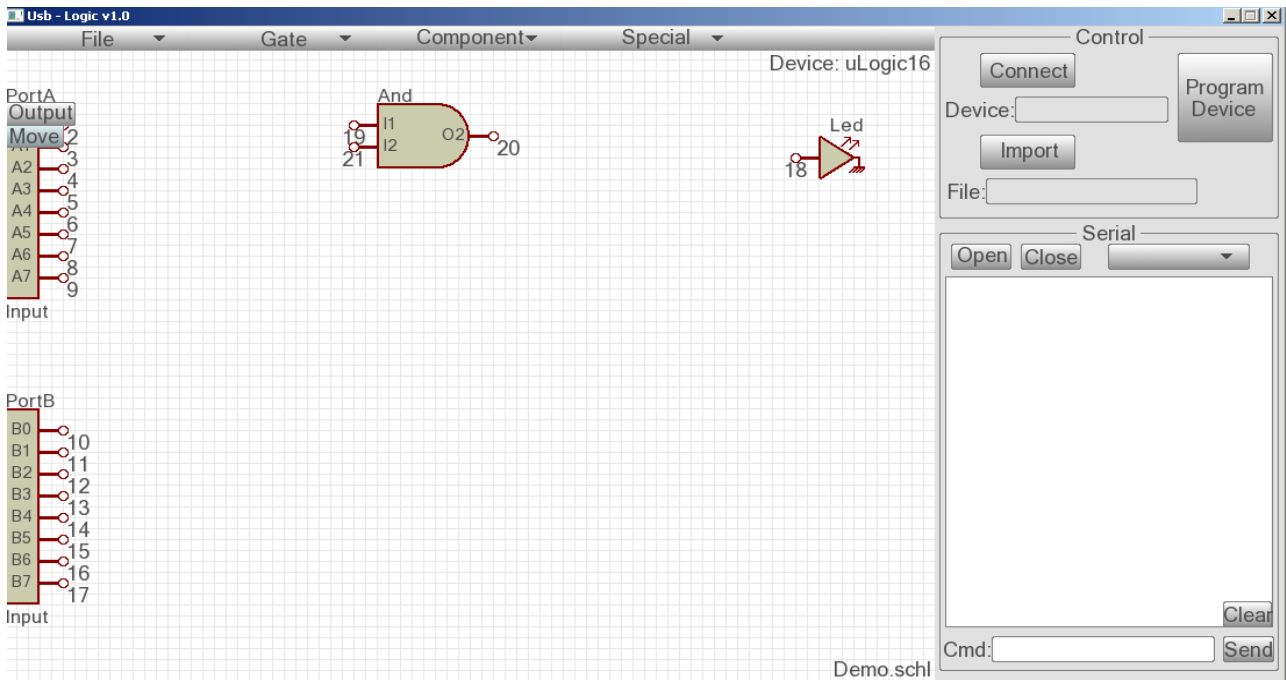 Usb - Logic v1.0
File
Gate
Component
Special
Device: uLogic16
PortA
Output
Move
2
A2
A3
A4
A5
A6
A7
3
4
5
6
7
8
9
Input
And
I1
I2
O2
19
21
20
Led
18
PortB
B0
B1
B2
B3
B4
B5
B6
B7
10
11
12
13
14
15
16
17
Input
Demo.schl
Control
Connect
Program
Device
Device:
Import
File:
Serial
Open
Close
Clear
Cmd:
Send